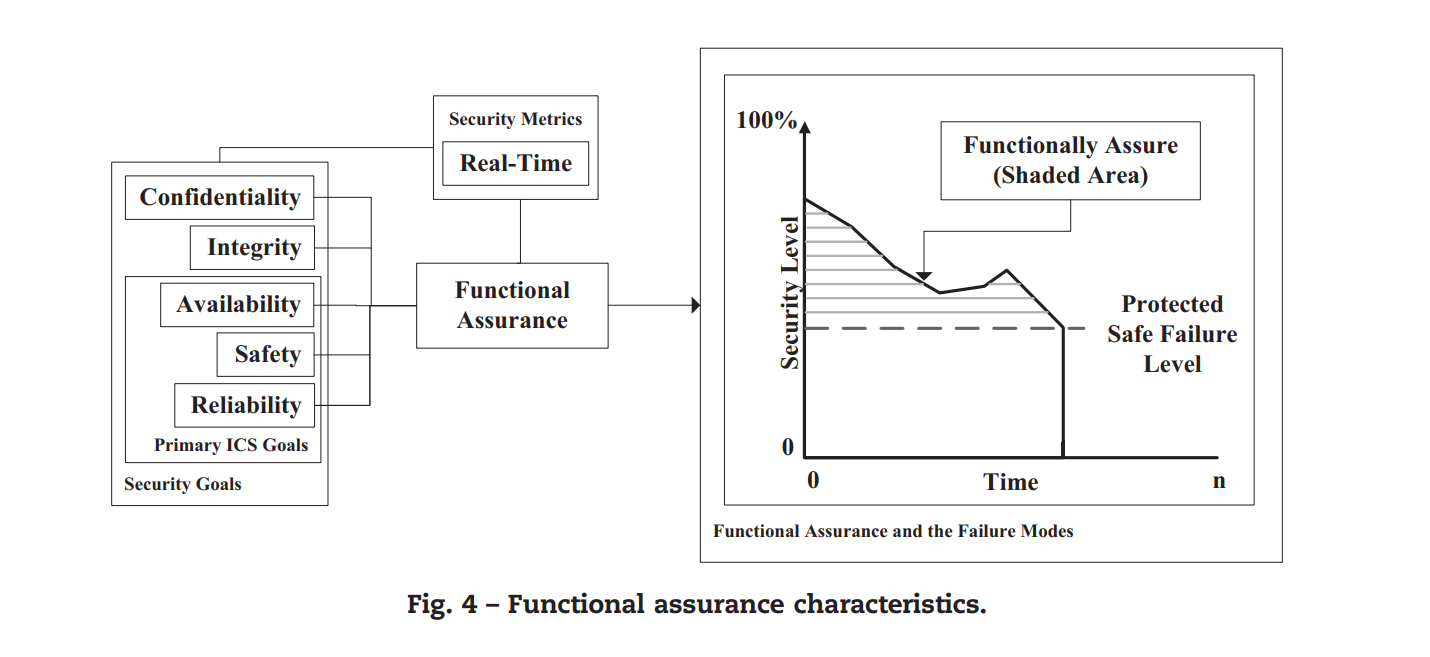 Security Metrics
Real-Time
Confidentiality
Integrity
Availability
Safety
Reliability
Primary ICS Goals
Security Goals
Functional
Assurance
100%
Security Level
0
0
Time
n
Functionally Assure
(Shaded Area)
Protected
Safe Failure
Level
Functional Assurance and the Failure Modes
Fig. 4 – Functional assurance characteristics.